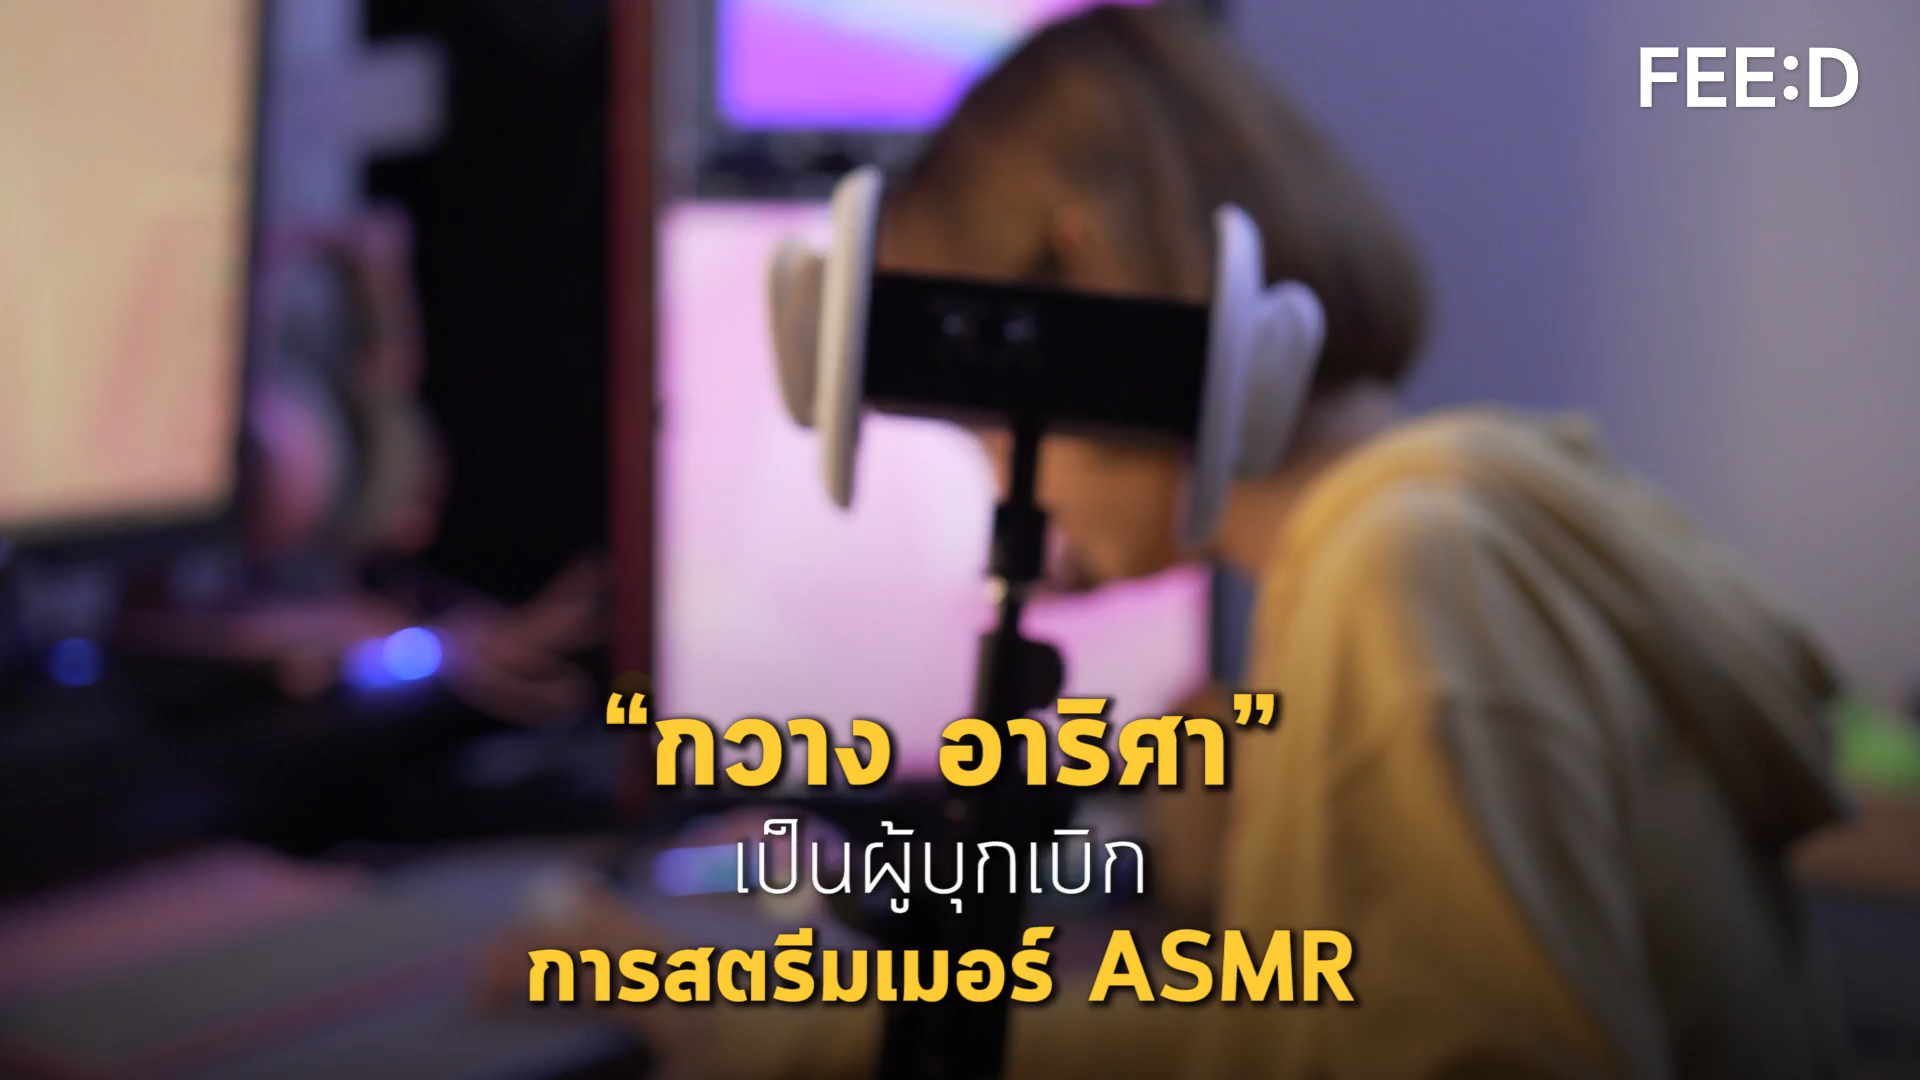 FEE:D
“กวาง อาริศา”
เป็นผู้บุกเบิก
การสตรีมเมอร์ ASMR